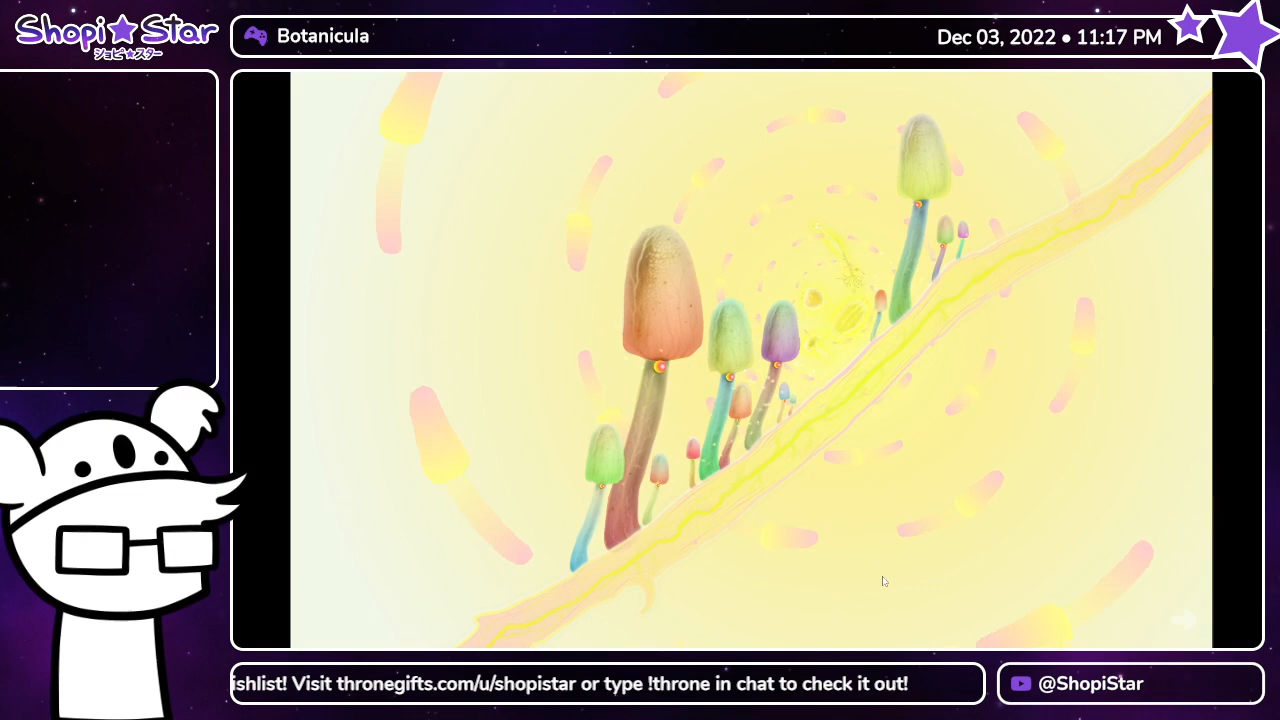 Shopi Star
ショピ★スター
Botanicula
Dec 03, 2022 • 11:17 PM
ishlist! Visit thronegifts.com/u/shopistar or type !throne in chat to check it out!
@ShopiStar